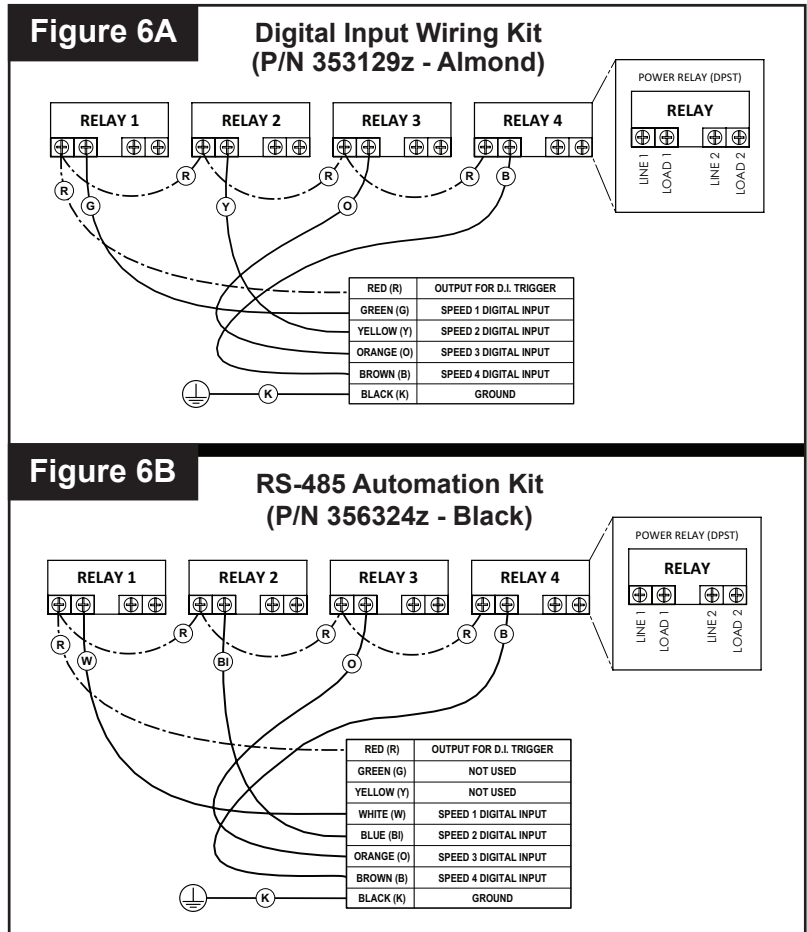 Figure 6A
Digital Input Wiring Kit
(P/N 353129z - Almond)
POWER RELAY (DPST)
RELAY
LINE 1
LOAD 1
LINE 2
LOAD 2
RELAY 1
RELAY 2
RELAY 3
RELAY 4
R
R
R
R
B
G
Y
O
RED (R) OUTPUT FOR D.I. TRIGGER
GREEN (G) SPEED 1 DIGITAL INPUT
YELLOW (Y) SPEED 2 DIGITAL INPUT
ORANGE (O) SPEED 3 DIGITAL INPUT
BROWN (B) SPEED 4 DIGITAL INPUT
K
BLACK (K) GROUND
Figure 6B
RS-485 Automation Kit
(P/N 356324z - Black)
POWER RELAY (DPST)
RELAY
LINE 1
LOAD 1
LINE 2
LOAD 2
RELAY 1
RELAY 2
RELAY 3
RELAY 4
R
R
R
R
B
W
Bl
O
RED (R) OUTPUT FOR D.I. TRIGGER
GREEN (G) NOT USED
YELLOW (Y) NOT USED
WHITE (W) SPEED 1 DIGITAL INPUT
BLUE (Bl) SPEED 2 DIGITAL INPUT
ORANGE (O) SPEED 3 DIGITAL INPUT
BROWN (B) SPEED 4 DIGITAL INPUT
K
BLACK (K) GROUND